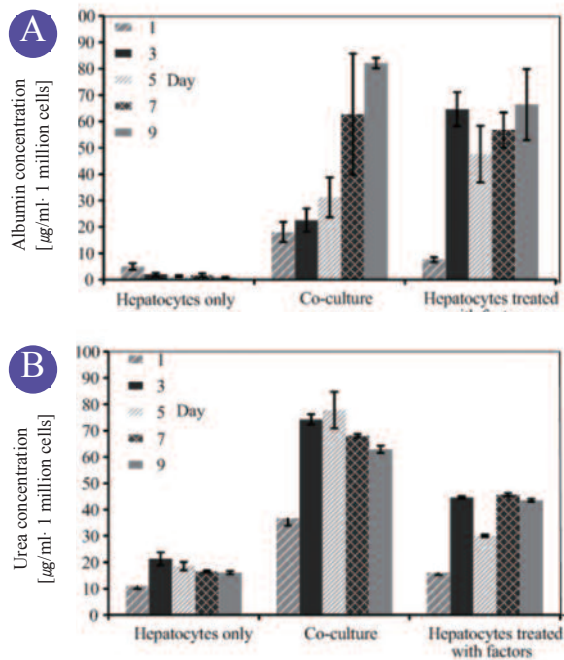 A
Albumin concentration
[µg/ml· 1 million cells]
100
90
80
70
60
50
40
30
20
10
0
1
3
5 Day
7
9
Hepatocytes only
Co-culture
Hepatocytes treated
B
Urea concentration
[µg/ml· 1 million cells]
100
90
80
70
60
50
40
30
20
10
0
1
3
5 Day
7
9
Hepatocytes only
Co-culture
Hepatocytes treated
with factors